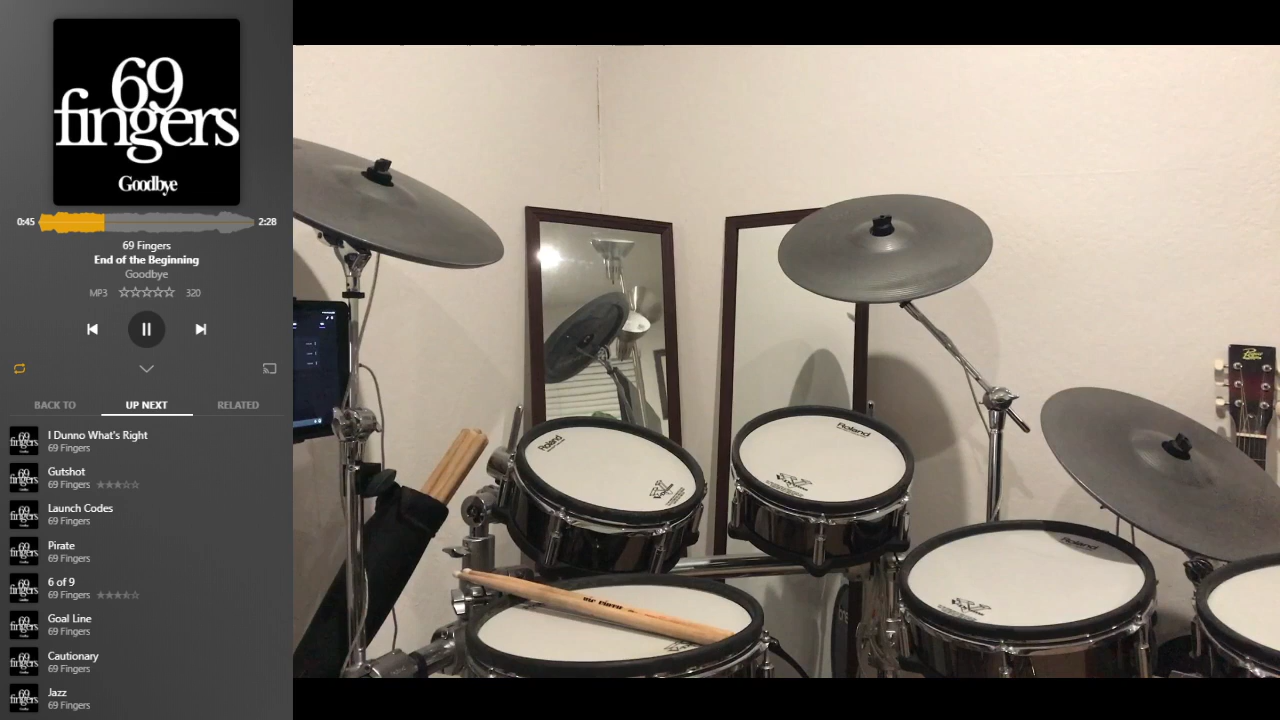 69
fingers
Goodbye
0:45
2:28
69 Fingers
End of the Beginning
Goodbye
MP3
320
BACK TO
UP NEXT
RELATED
I Dunno What's Right
69 Fingers
Gutshot
69 Fingers
Launch Codes
69 Fingers
Pirate
69 Fingers
6 of 9
69 Fingers
Goal Line
69 Fingers
Cautionary
69 Fingers
Jazz
69 Fingers
Roland
Roland
VIC FIRTH
Roland